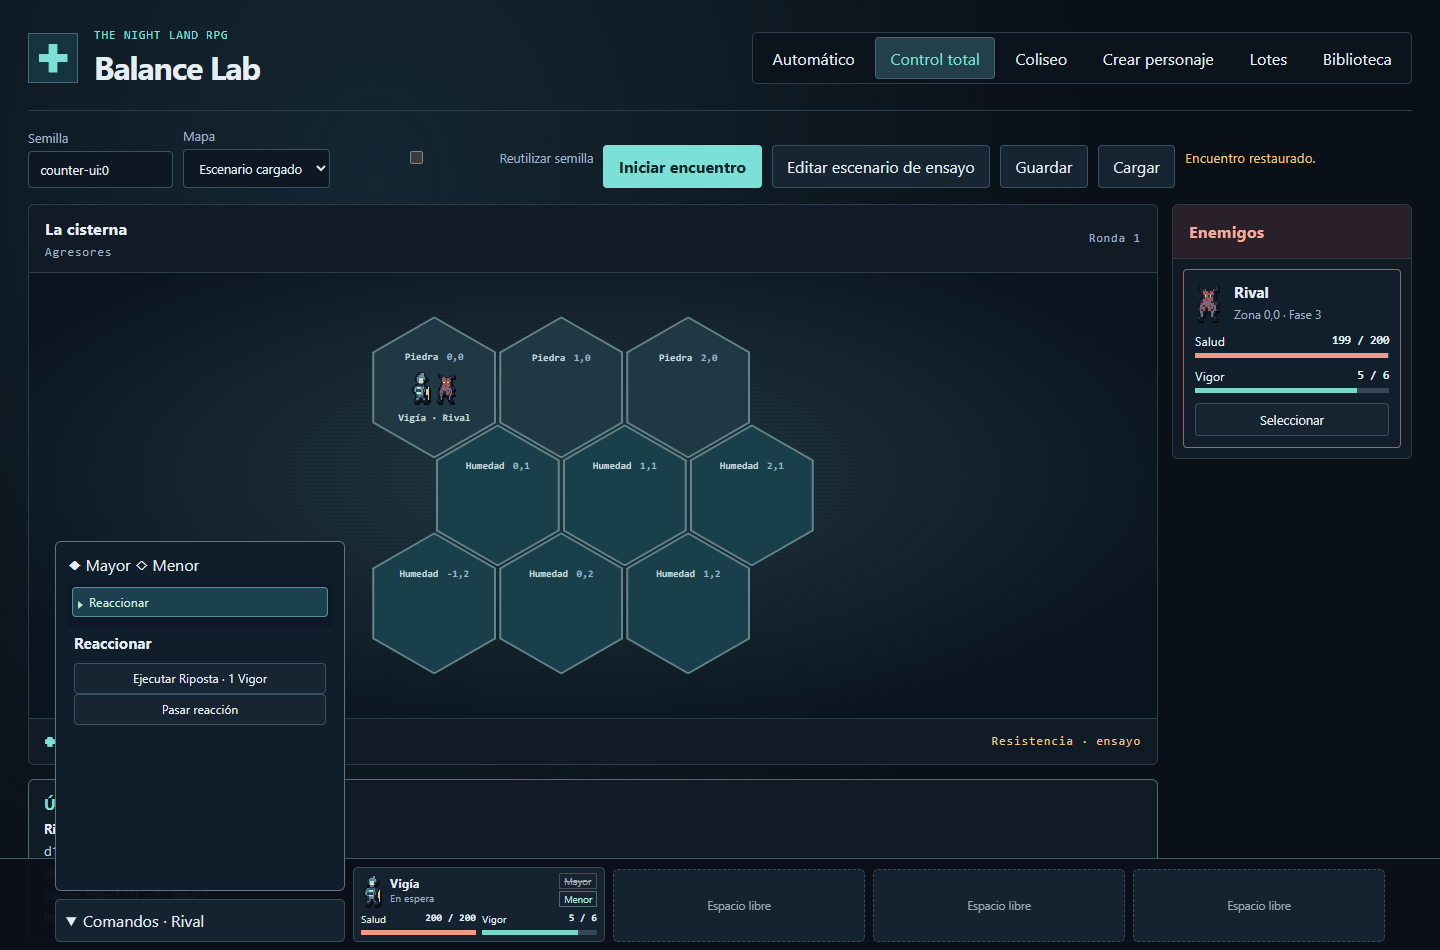 THE NIGHT LAND RPG
Balance Lab
Automático
Control total
Coliseo
Crear personaje
Lotes
Biblioteca
Semilla
counter-ui:0
Mapa
Escenario cargado
Reutilizar semilla
Iniciar encuentro
Editar escenario de ensayo
Guardar
Cargar
Encuentro restaurado.
La cisterna
Agresores
Ronda 1
Piedra 0,0
Vigía · Rival
Piedra 1,0
Piedra 2,0
Humedad 0,1
Humedad 1,1
Humedad 2,1
Humedad -1,2
Humedad 0,2
Humedad 1,2
Resistencia · ensayo
Enemigos
Rival
Zona 0,0 · Fase 3
Salud 199 / 200
Vigor 5 / 6
Seleccionar
◆ Mayor ◇ Menor
▸ Reaccionar
Reaccionar
Ejecutar Riposta · 1 Vigor
Pasar reacción
▼ Comandos · Rival
Vigía
En espera
Mayor
Menor
Salud 200 / 200 Vigor 5 / 6
Espacio libre
Espacio libre
Espacio libre